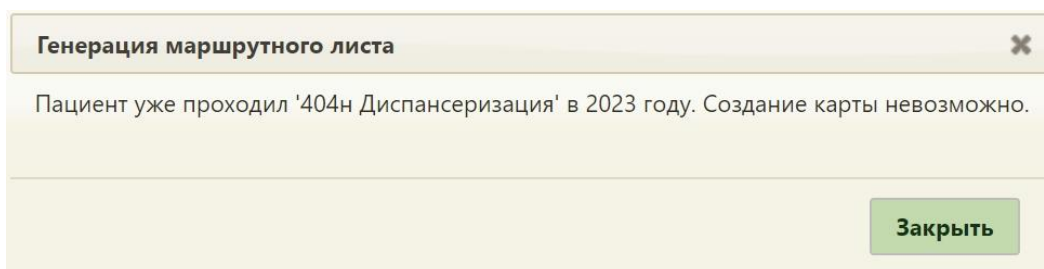 Генерация маршрутного листа
Пациент уже проходил '404н Диспансеризация' в 2023 году. Создание карты невозможно.
Закрыть